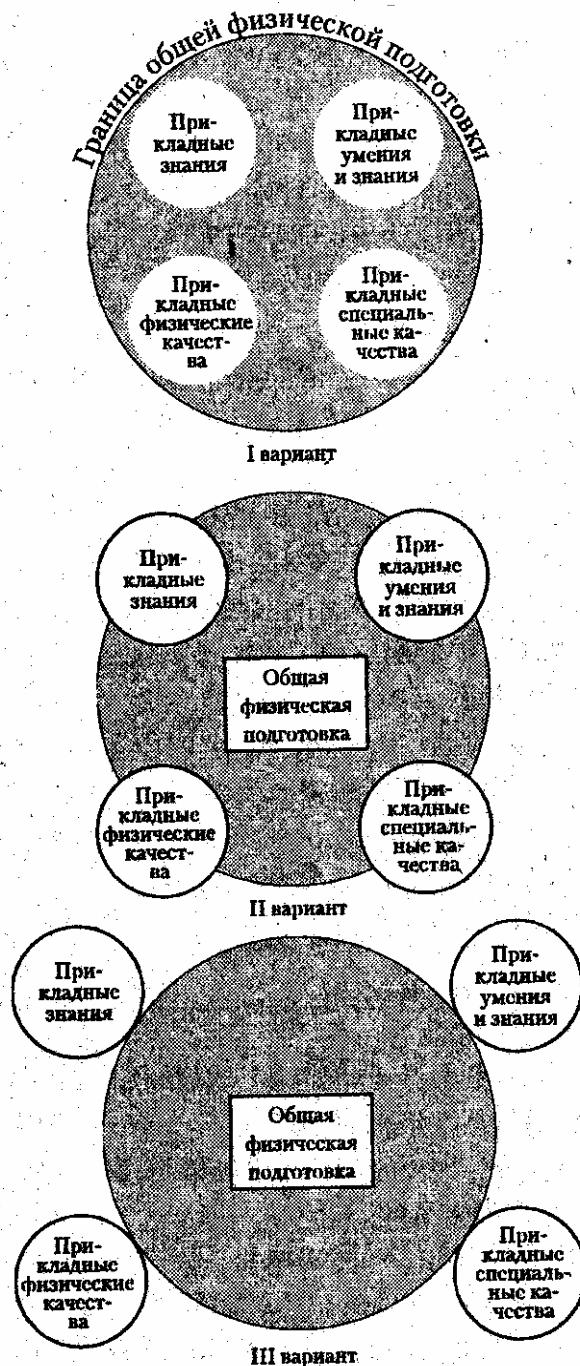 Граница общей физической подготовки
При-
кладные
знания
При-
кладные
умения
и знания
При-
кладные
физические
качест-
ва
При-
кладные
специаль-
ные ка-
чества
I вариант
При-
кладные
знания
При-
кладные
умения
и знания
Общая
физическая
подготовка
При-
кладные
физические
качест-
ва
При-
кладные
специаль-
ные ка-
чества
II вариант
При-
кладные
знания
При-
кладные
умения
и знания
Общая
физическая
подготовка
При-
кладные
физические
качест-
ва
При-
кладные
специаль-
ные ка-
чества
III вариант